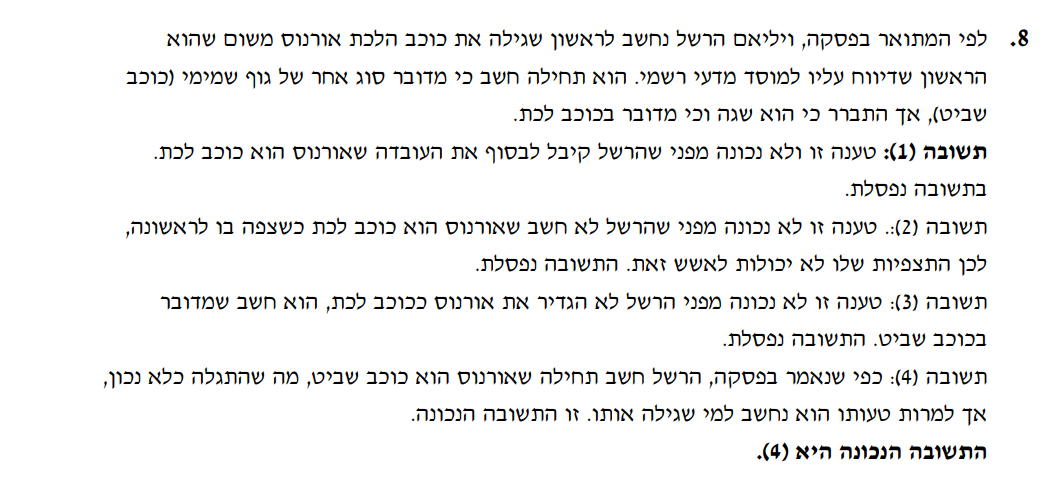 8. לפי המתואר בפסקה, ויליאם הרשל נחשב לראשון שגילה את כוכב הלכת אורנוס משום שהוא
הראשון שדיווח עליו למוסד מדעי רשמי. הוא תחילה חשב כי מדובר סוג אחר של גוף שמימי (כוכב
שביט), אך התברר כי הוא שגה וכי מדובר בכוכב לכת.
תשובה (1): טענה זו ולא נכונה מפני שהרשל קיבל לבסוף את העובדה שאורנוס הוא כוכב לכת.
בתשובה נפסלת.
תשובה (2):. טענה זו לא נכונה מפני שהרשל לא חשב שאורנוס הוא כוכב לכת כשצפה בו לראשונה,
לכן התצפיות שלו לא יכולות לאשש זאת. התשובה נפסלת.
תשובה (3): טענה זו לא נכונה מפני הרשל לא הגדיר את אורנוס ככוכב לכת, הוא חשב שמדובר
בכוכב שביט. התשובה נפסלת.
תשובה (4): כפי שנאמר בפסקה, הרשל חשב תחילה שאורנוס הוא כוכב שביט, מה שהתגלה כלא נכון,
אך למרות טעותו הוא נחשב למי שגילה אותו. זו התשובה הנכונה.
התשובה הנכונה היא (4).